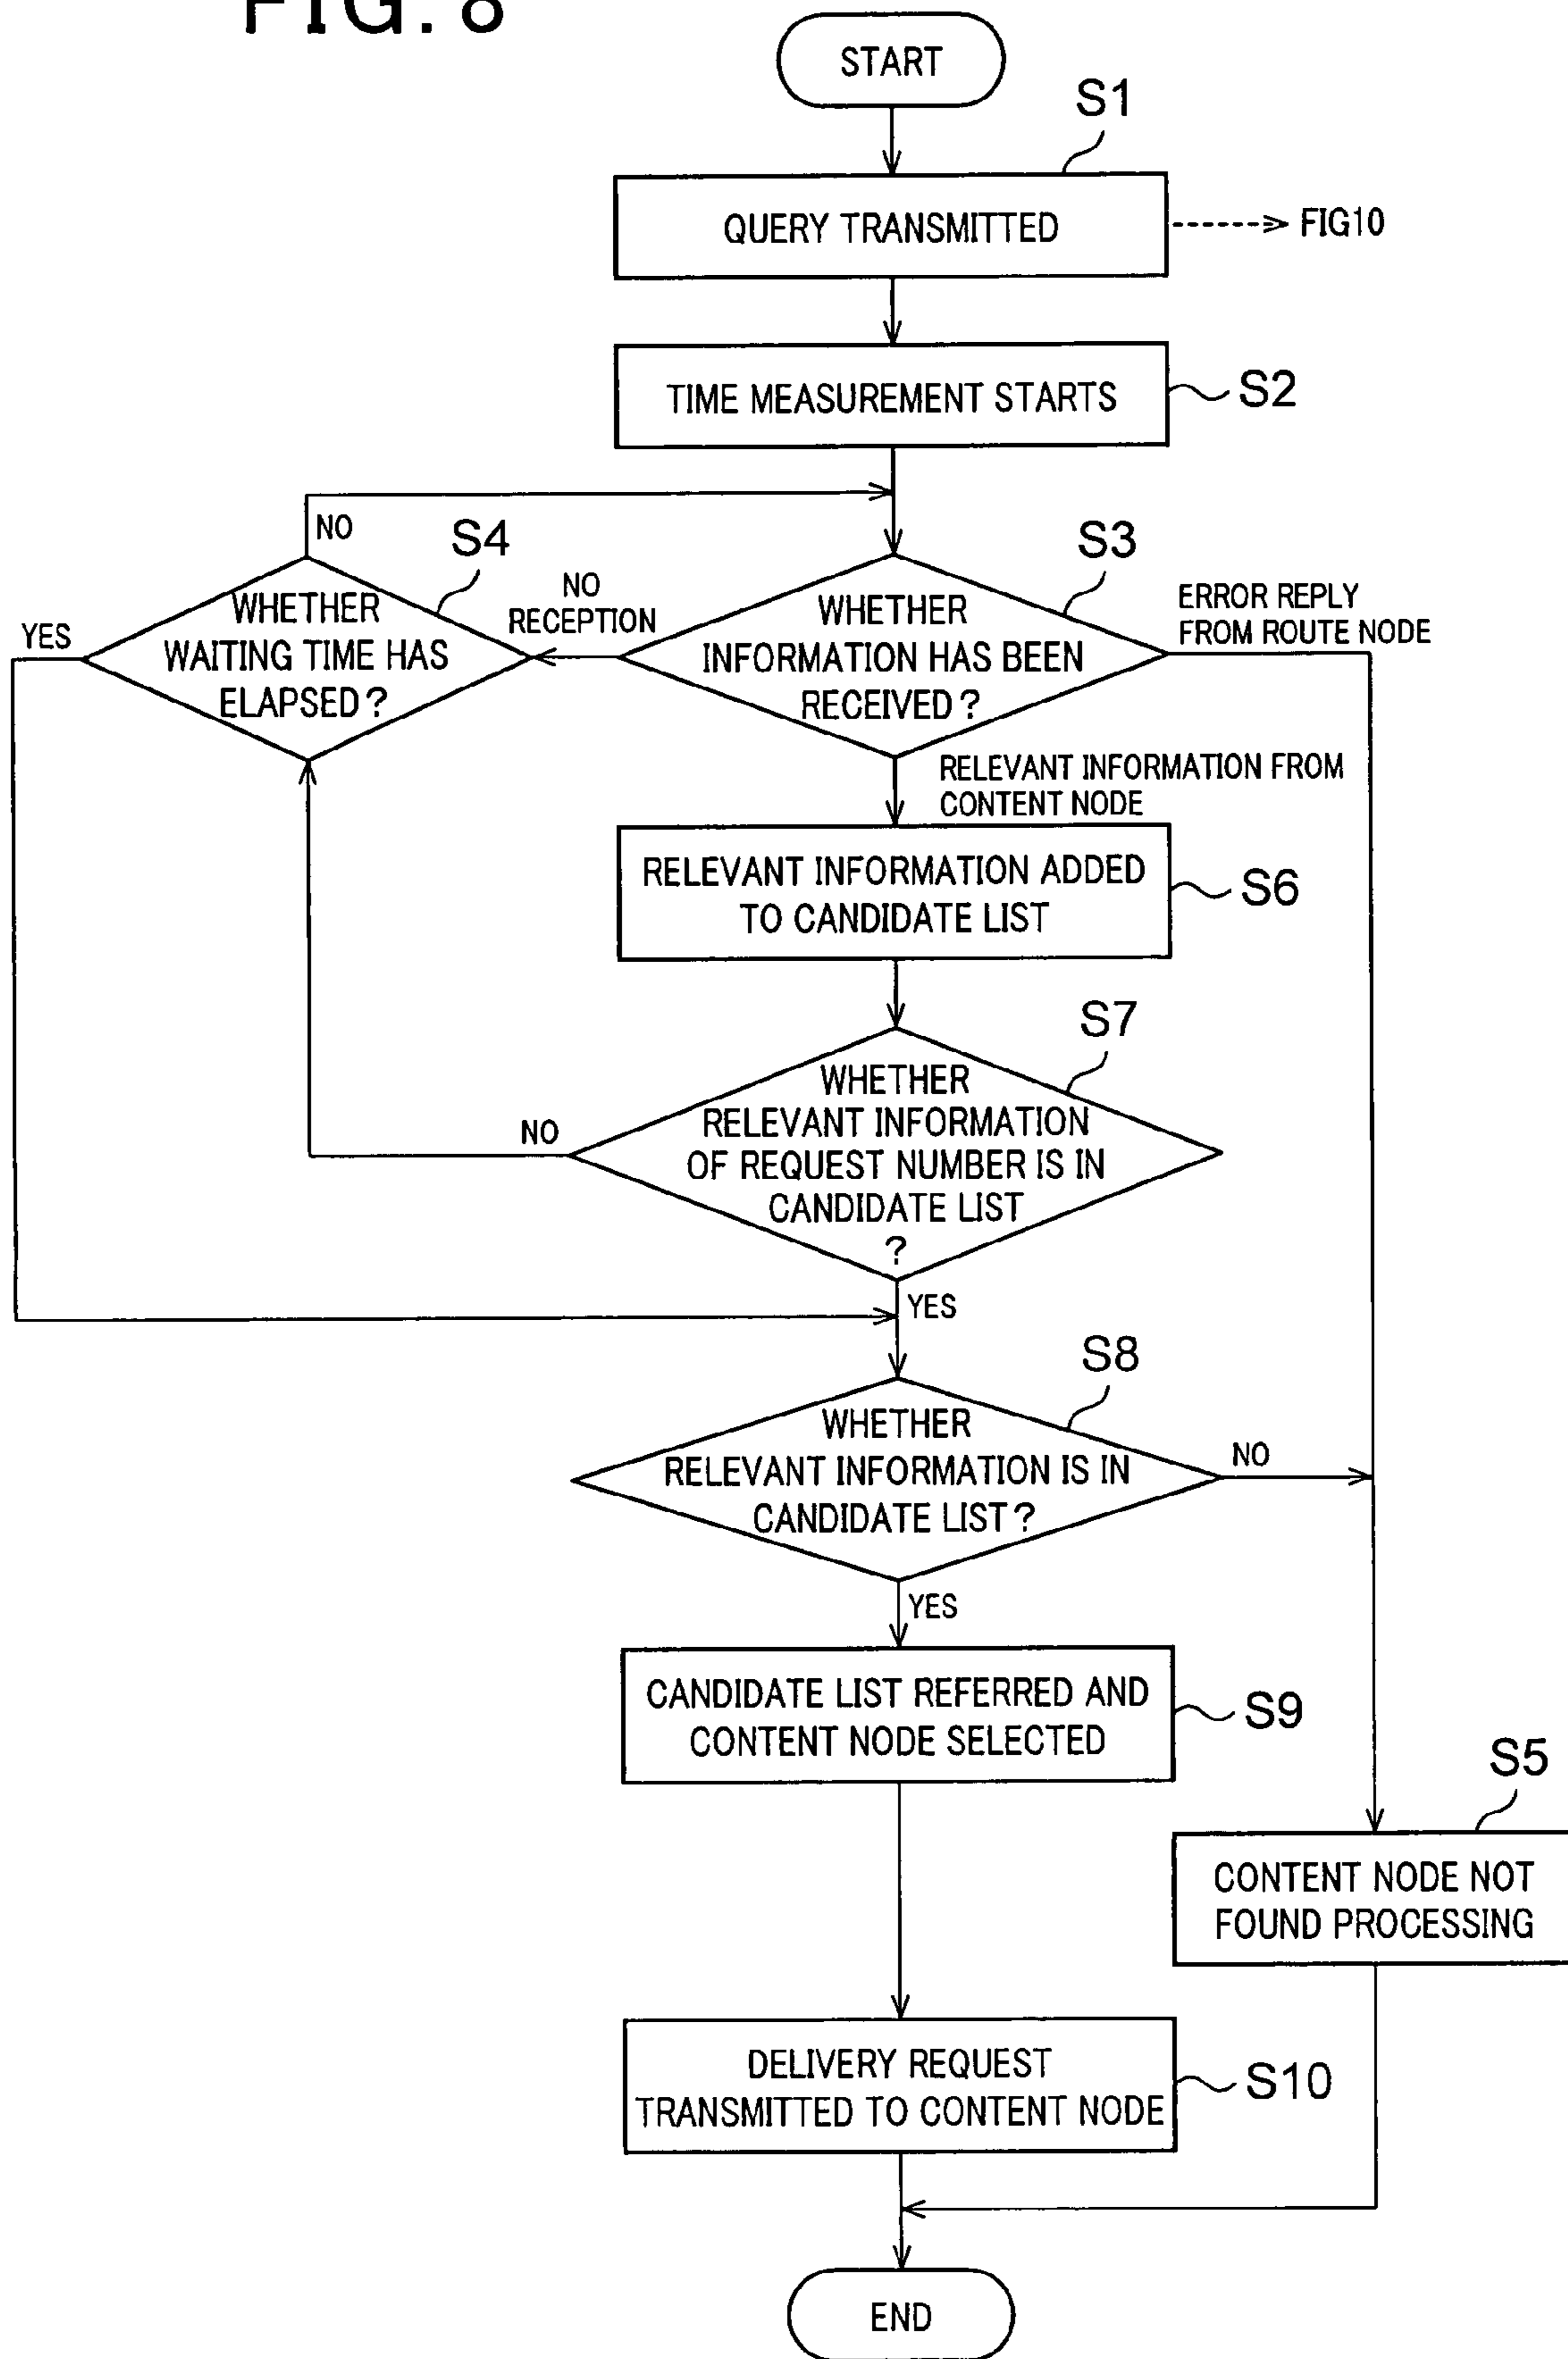 FIG. 8
START
S1
QUERY TRANSMITTED
FIG10
TIME MEASUREMENT STARTS
S2
NO
S4
WHETHER
WAITING TIME HAS
ELAPSED?
YES
NO
RECEPTION
S3
WHETHER
INFORMATION HAS BEEN
RECEIVED?
ERROR REPLY
FROM ROUTE NODE
RELEVANT INFORMATION FROM
CONTENT NODE
RELEVANT INFORMATION ADDED
TO CANDIDATE LIST
S6
S7
WHETHER
RELEVANT INFORMATION
OF REQUEST NUMBER IS IN
CANDIDATE LIST
?
NO
YES
S8
WHETHER
RELEVANT INFORMATION IS IN
CANDIDATE LIST?
NO
YES
CANDIDATE LIST REFERRED AND
CONTENT NODE SELECTED
S9
S5
CONTENT NODE NOT
FOUND PROCESSING
DELIVERY REQUEST
TRANSMITTED TO CONTENT NODE
S10
END